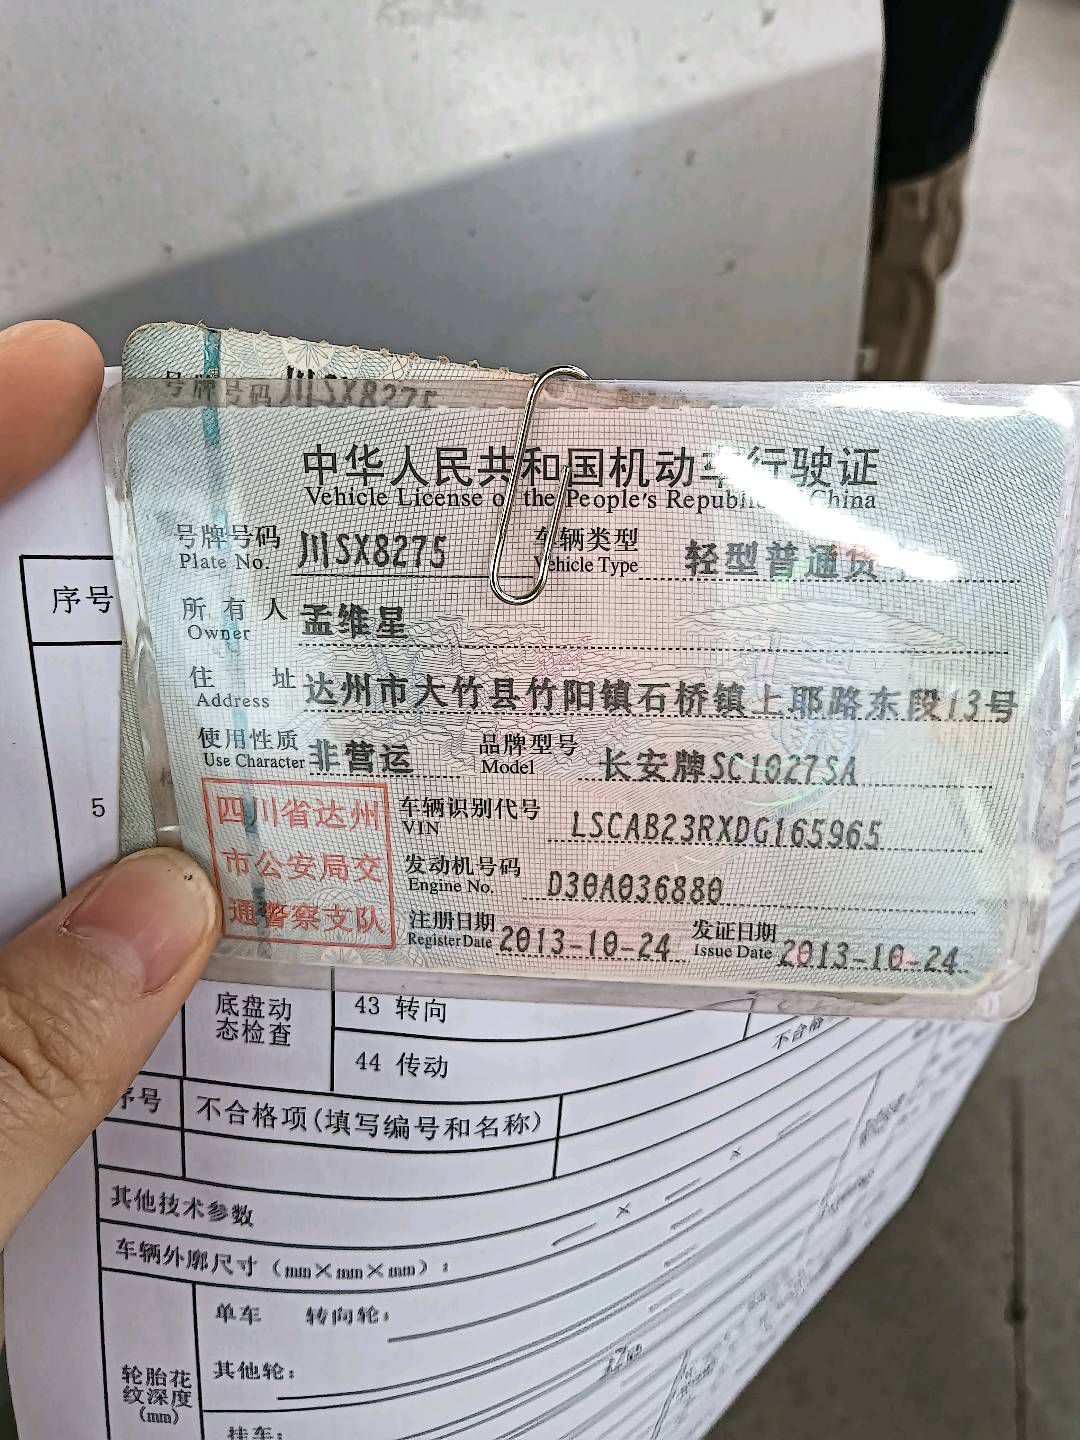 号牌号码 川SX8275
中华人民共和国机动车行驶证
Vehicle License of the People's Republic China
号牌号码 川SX8275 车辆类型 轻型普通货
Plate No. Vehicle Type
所有人 孟维星
Owner
住址 达州市大竹县竹阳镇石桥镇上耶路东段13号
Address
使用性质 非营运 品牌型号 长安牌SC1027SA
Use Character Model
四川省达州
市公安局交
通警察支队
车辆识别代号 LSCAB23RXDG165965
VIN
发动机号码 D30A036880
Engine No.
注册日期 2013-10-24 发证日期 2013-10-24
Register Date Issue Date
序号
5
底盘动
态检查
43 转向
44 传动
不合格
序号 不合格项(填写编号和名称)
其他技术参数
车辆外廓尺寸（mm×mm×mm）:
轮胎花
纹深度
(mm)
单车 转向轮:
其他轮:
挂车: